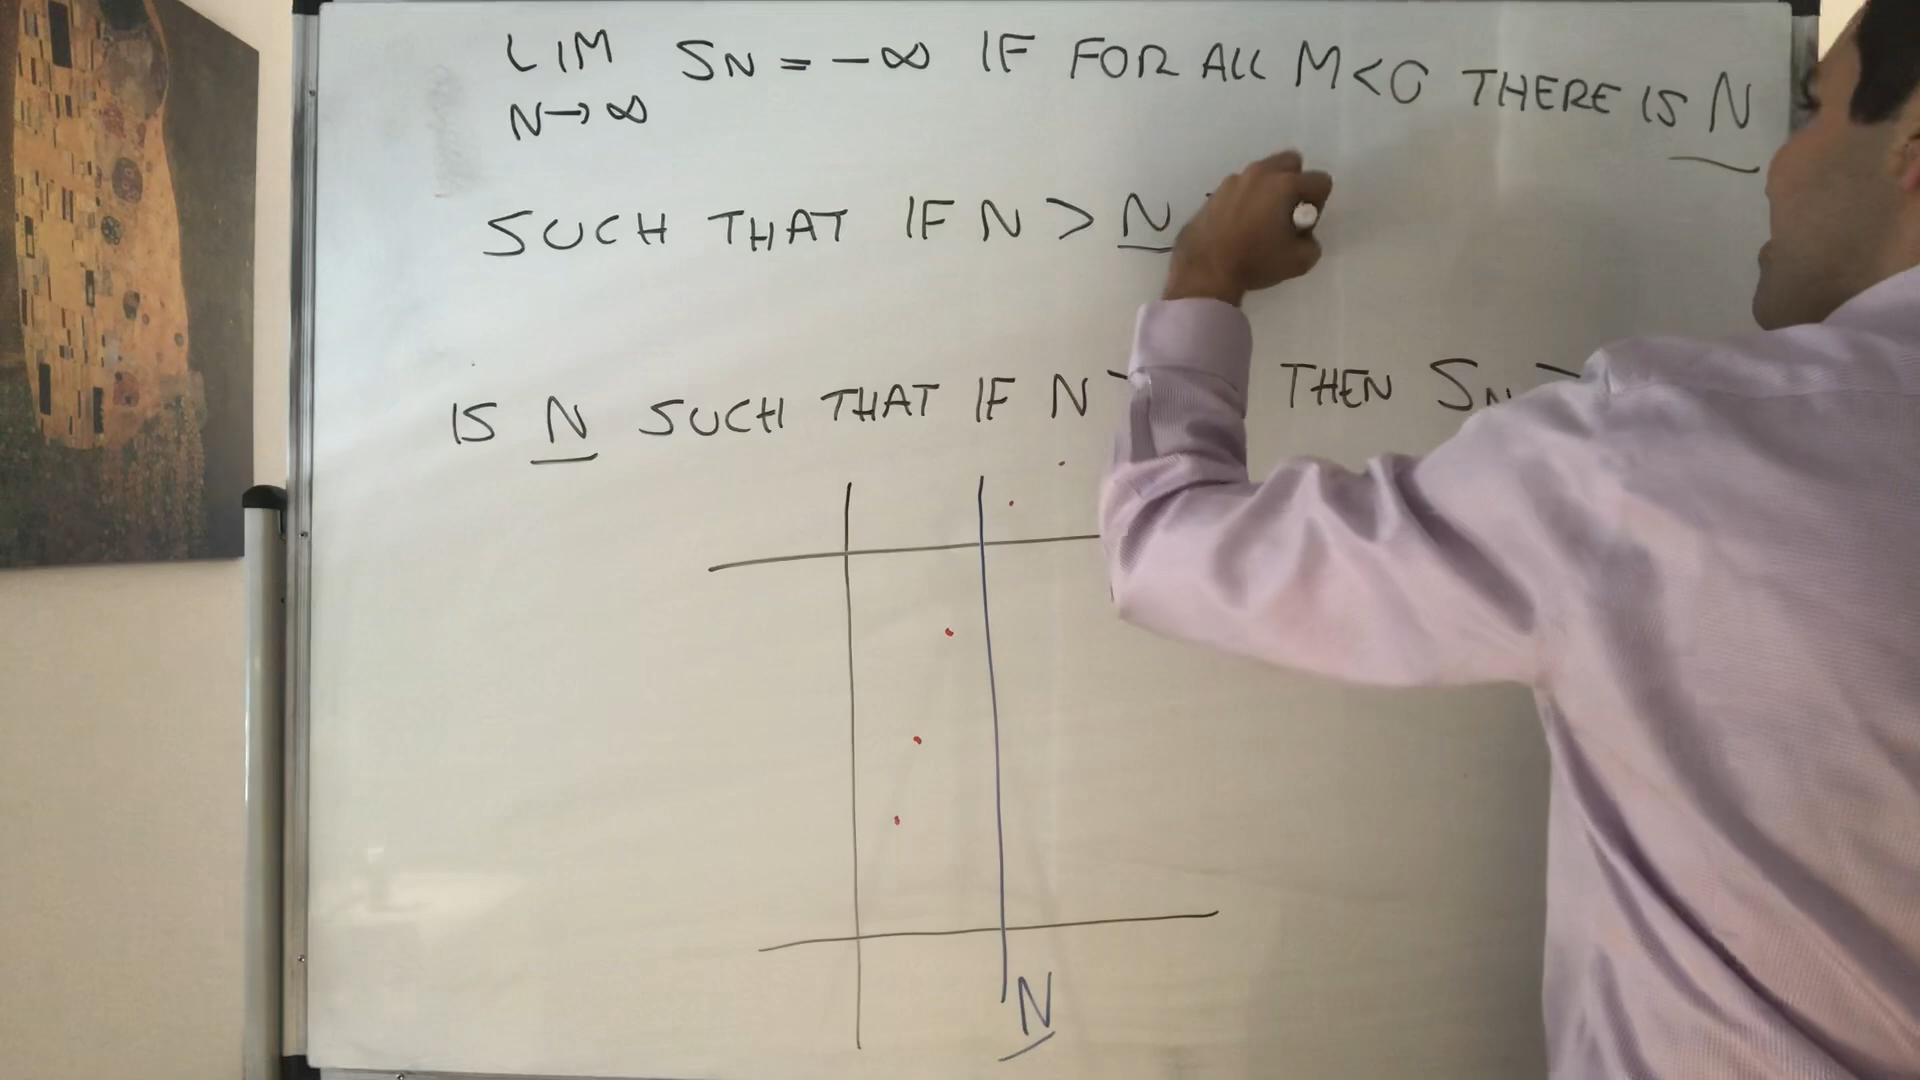 LIM SN = -∞ IF FOR ALL M<0 THERE IS N
N→∞
SUCH THAT IF N > N
IS N SUCH THAT IF N THEN SN
N